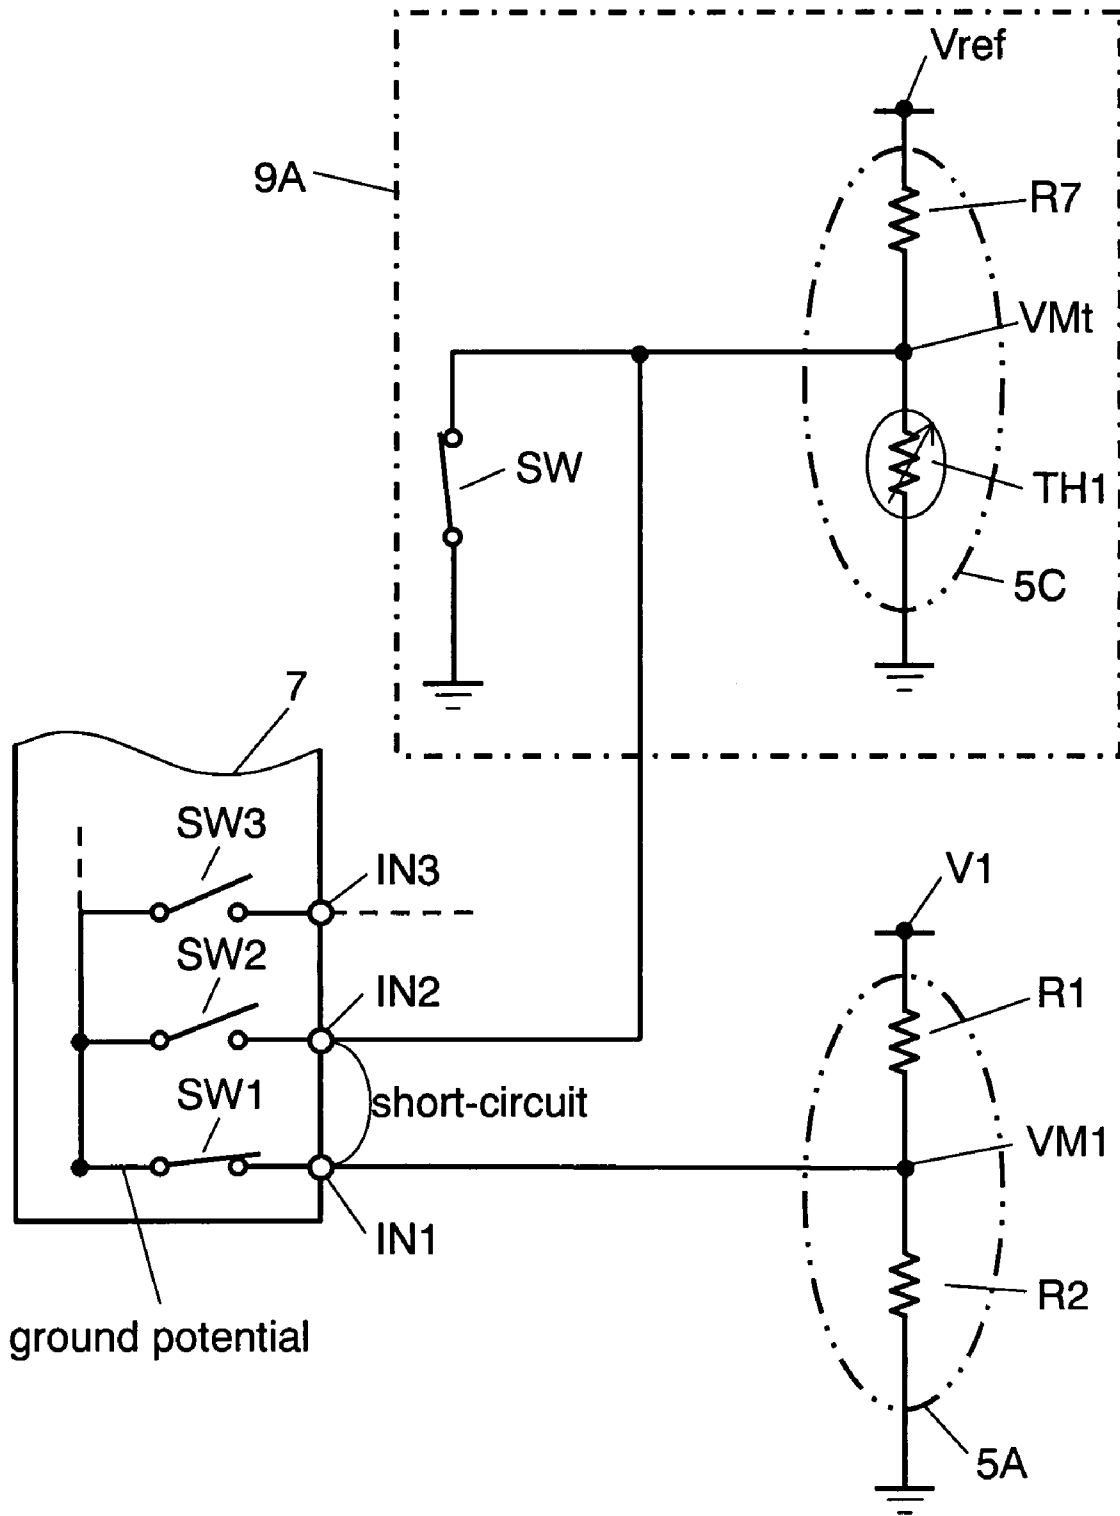 Vref
9A
R7
VMt
SW
TH1
5C
7
SW3
IN3
V1
SW2
IN2
R1
SW1
short-circuit
VM1
IN1
R2
ground potential
5A